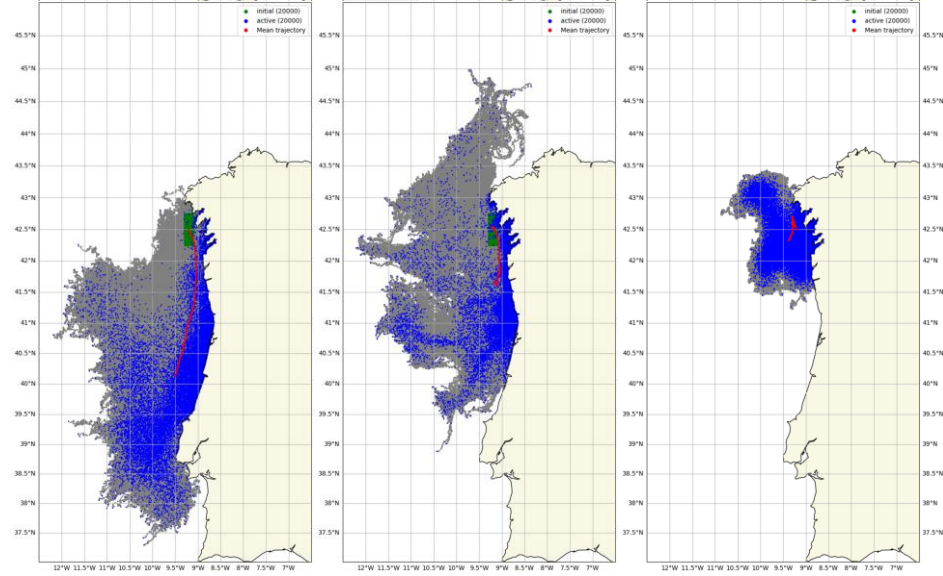 initial (20000) initial (20000) initial (20000)
active (20000) active (20000) active (20000)
Mean trajectory Mean trajectory Mean trajectory
45.5°N 45.5°N 45.5°N
45°N 45°N 45°N
44.5°N 44.5°N 44.5°N
44°N 44°N 44°N
43.5°N 43.5°N 43.5°N
43°N 43°N 43°N
42.5°N 42.5°N 42.5°N
42°N 42°N 42°N
41.5°N 41.5°N 41.5°N
41°N 41°N 41°N
40.5°N 40.5°N 40.5°N
40°N 40°N 40°N
39.5°N 39.5°N 39.5°N
39°N 39°N 39°N
38.5°N 38.5°N 38.5°N
38°N 38°N 38°N
37.5°N 37.5°N 37.5°N
12°W 11.5°W 11°W 10.5°W 10°W 9.5°W 9°W 8.5°W 8°W 7.5°W 7°W 12°W 11.5°W 11°W 10.5°W 10°W 9.5°W 9°W 8.5°W 8°W 7.5°W 7°W 12°W 11.5°W 11°W 10.5°W 10°W 9.5°W 9°W 8.5°W 8°W 7.5°W 7°W